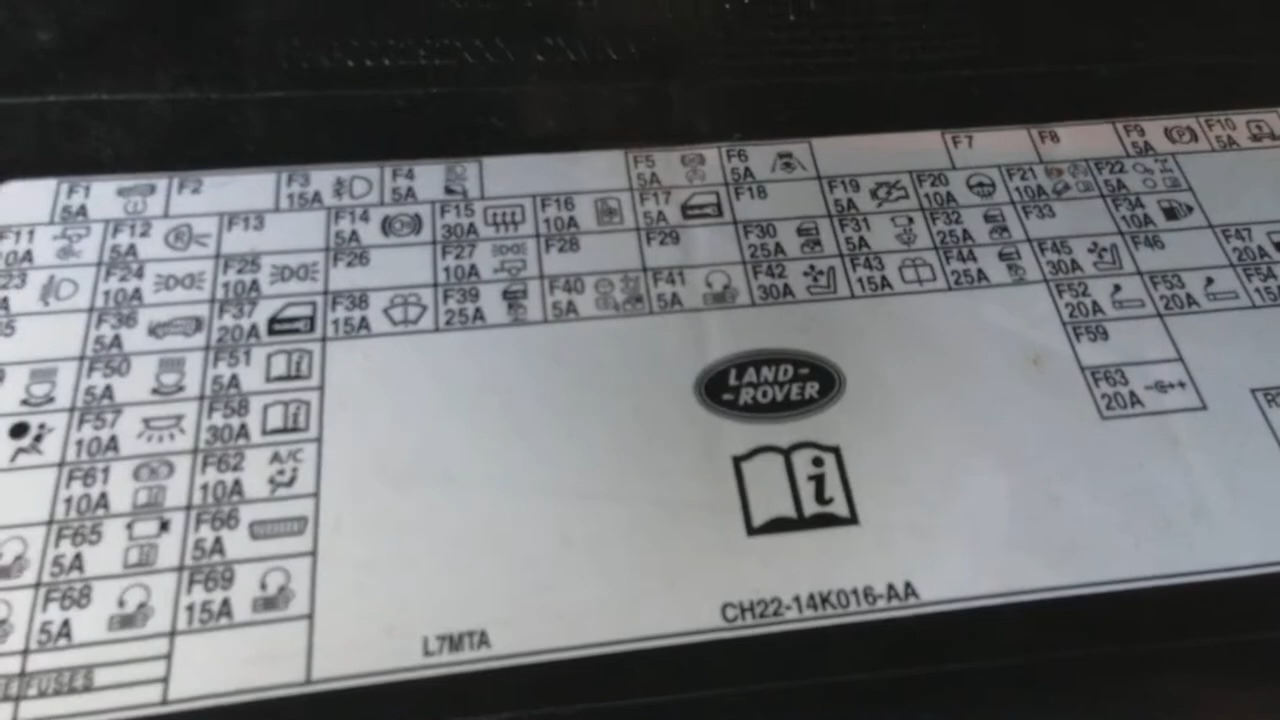 F1 5A
F2
F3 15A
F4 5A
F5 5A
F6 5A
F7
F8
F9 5A
F10 5A
F12 5A
F13
F14 5A
F15 30A
F16 10A
F17 5A
F18
F19 5A
F20 10A
F21 10A
F22 5A
F24 10A
F25 10A
F26
F27 10A
F28
F29
F30 25A
F31 5A
F32 25A
F33
F34 10A
F36 5A
F37 20A
F38 15A
F39 25A
F40 5A
F41 5A
F42 30A
F43 15A
F44 25A
F45 30A
F46
F47 20A
F50 5A
F51 5A
F52 20A
F53 20A
F57 10A
F58 30A
F59
F61 10A
F62 10A
A/C
F63 20A
F65 5A
F66 5A
F68 5A
F69 15A
LAND-
-ROVER
i
CH22-14K016-AA
L7MTA
FUSES